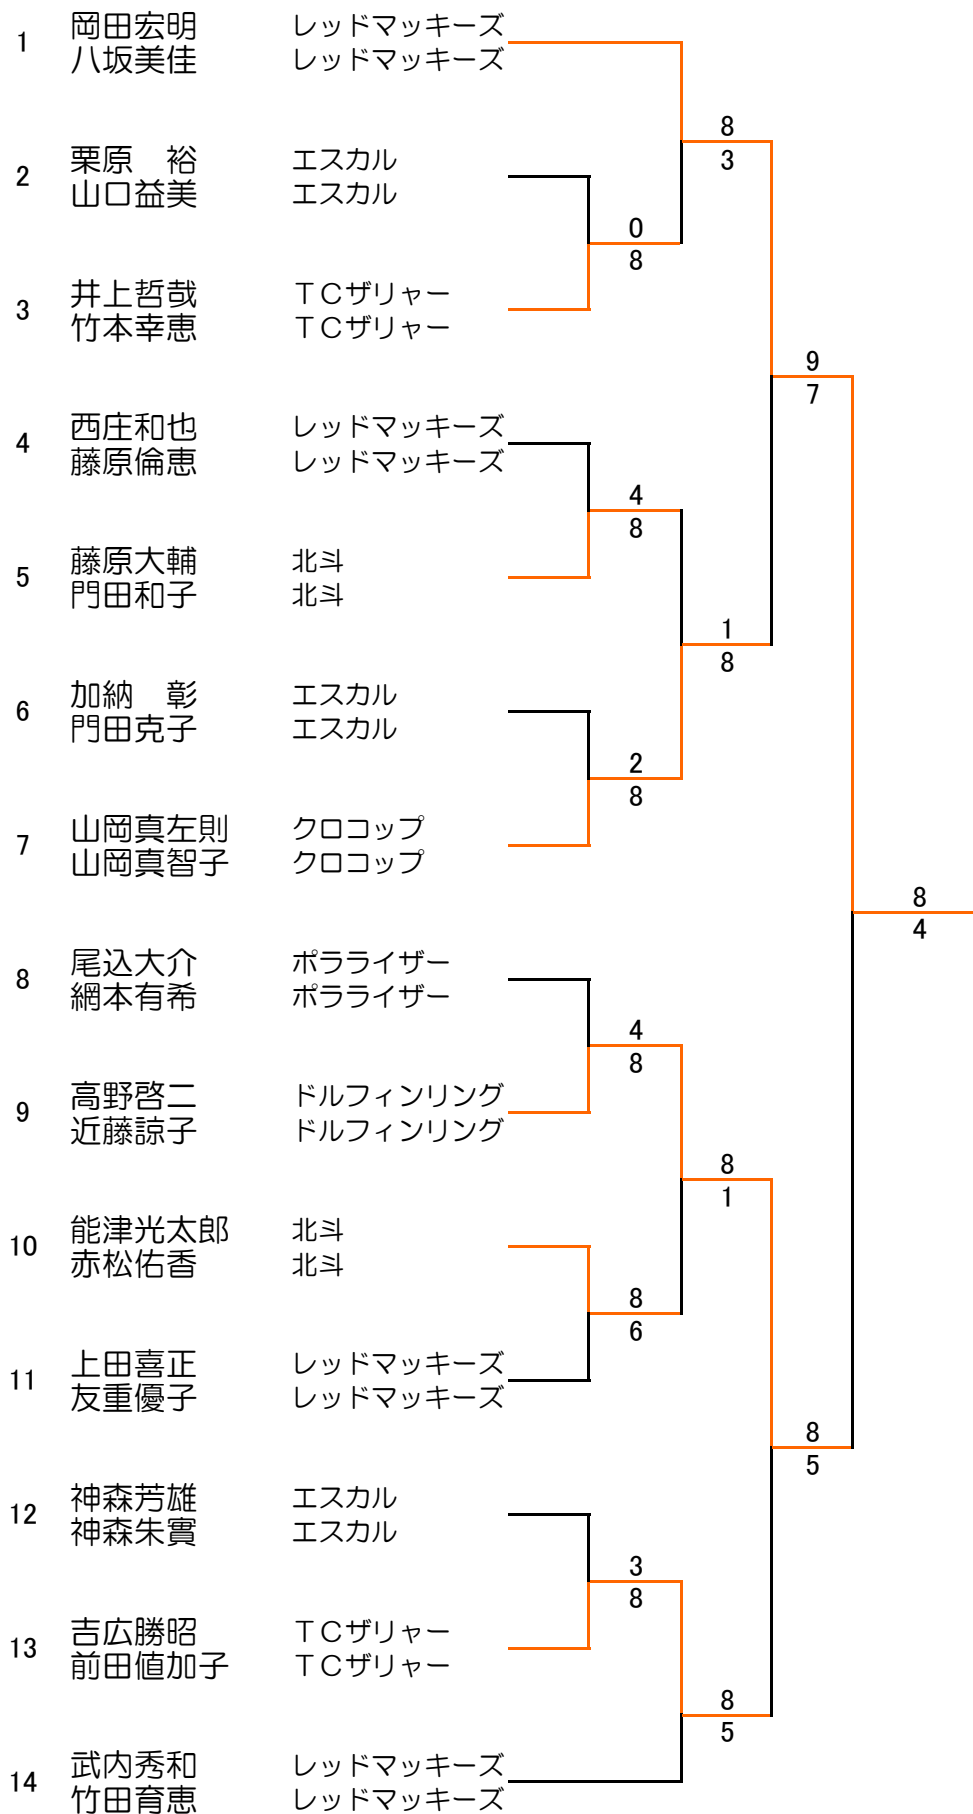 1 岡田宏明 レッドマッキーズ
八坂美佳 レッドマッキーズ
8
3
2 栗原　裕 エスカル
山口益美 エスカル
0
8
3 井上哲哉 ＴＣザリャー
竹本幸恵 ＴＣザリャー
9
7
4 西庄和也 レッドマッキーズ
藤原倫恵 レッドマッキーズ
4
8
5 藤原大輔 北斗
門田和子 北斗
1
8
6 加納　彰 エスカル
門田克子 エスカル
2
8
7 山岡真左則 クロコップ
山岡真智子 クロコップ
8
4
8 尾込大介 ポラライザー
網本有希 ポラライザー
4
8
9 高野啓二 ドルフィンリング
近藤諒子 ドルフィンリング
8
1
10 能津光太郎 北斗
赤松佑香 北斗
8
6
11 上田喜正 レッドマッキーズ
友重優子 レッドマッキーズ
8
5
12 神森芳雄 エスカル
神森朱實 エスカル
3
8
13 吉広勝昭 ＴＣザリャー
前田値加子 ＴＣザリャー
8
5
14 武内秀和 レッドマッキーズ
竹田育恵 レッドマッキーズ